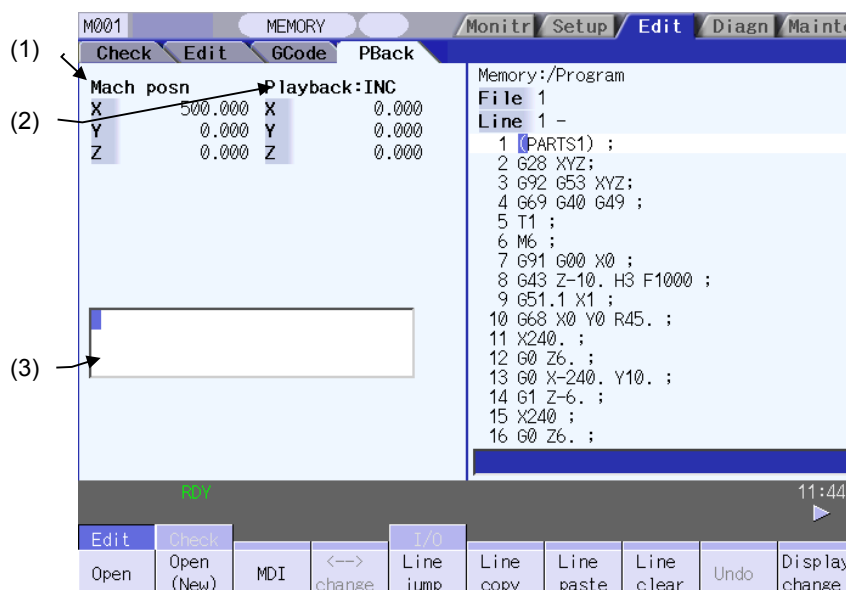 M001 MEMORY Monitr Setup Edit Diagn Mainte
Check Edit GCode PBack
(1)
Mach posn Playback:INC
(2)
X 500.000 X 0.000
Y 0.000 Y 0.000
Z 0.000 Z 0.000
(3)
Memory:/Program
File 1
Line 1 -
1 (PARTS1) ;
2 G28 XYZ;
3 G92 G53 XYZ;
4 G69 G40 G49 ;
5 T1 ;
6 M6 ;
7 G91 G00 X0 ;
8 G43 Z-10. H3 F1000 ;
9 G51.1 X1 ;
10 G68 X0 Y0 R45. ;
11 X240. ;
12 G0 Z6. ;
13 G0 X-240. Y10. ;
14 G1 Z-6. ;
15 X240 ;
16 G0 Z6. ;
RDY 11:44
Edit Check I/O
Open
Open (New)
MDI
<--> change
Line jump
Line copy
Line paste
Line clear
Undo
Display change